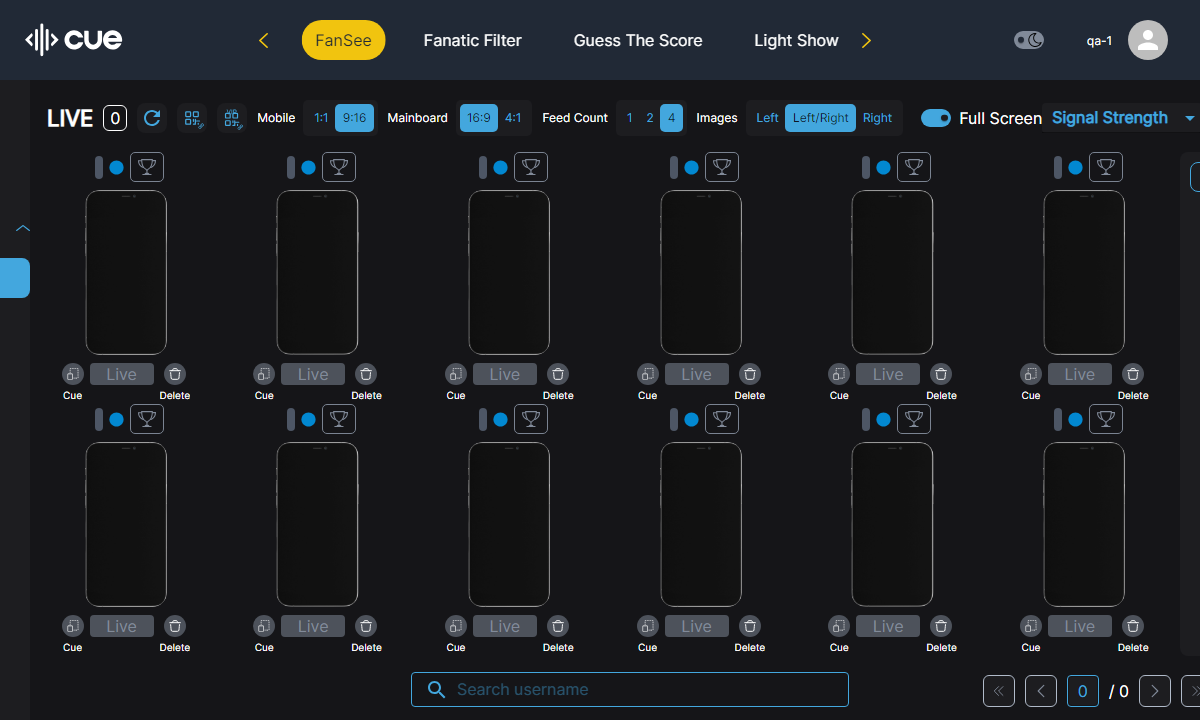 cue FanSee Fanatic Filter Guess The Score Light Show qa-1
LIVE 0 Mobile 1:1 9:16 Mainboard 16:9 4:1 Feed Count 1 2 4 Images Left Left/Right Right Full Screen Signal Strength
Live Live Live Live Live Live
Cue Delete Cue Delete Cue Delete Cue Delete Cue Delete Cue Delete
Live Live Live Live Live Live
Cue Delete Cue Delete Cue Delete Cue Delete Cue Delete Cue Delete
Search username « < 0 / 0 >